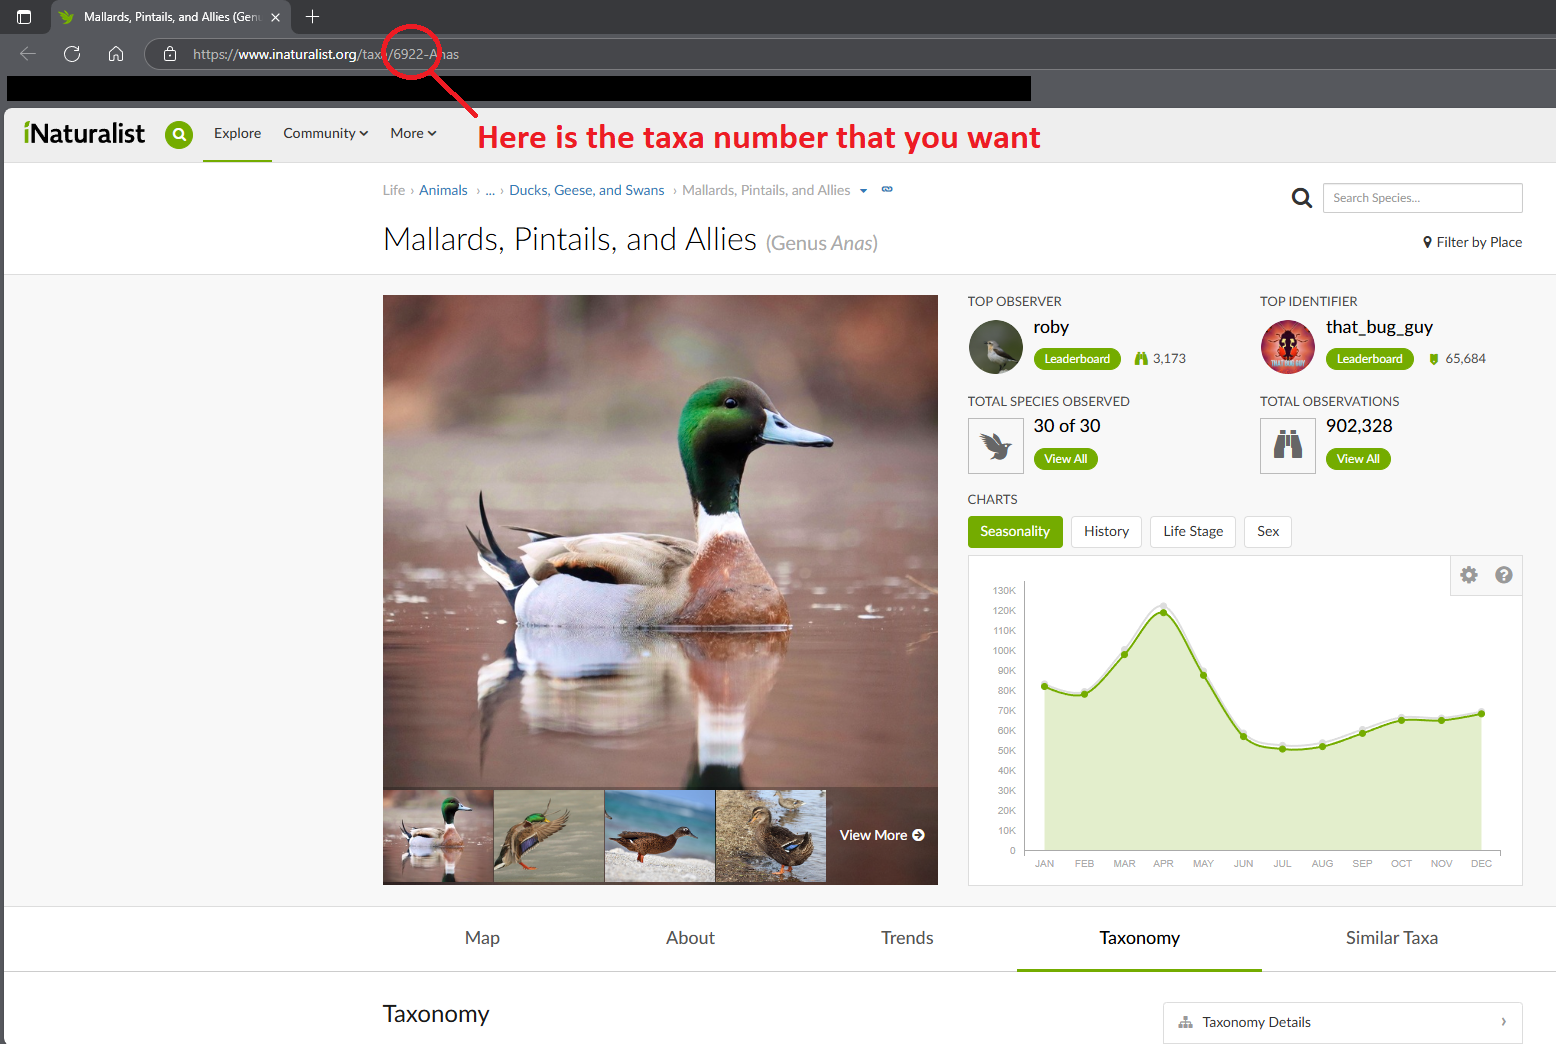 Mallards, Pintails, and Allies (Gen
https://www.inaturalist.org/taxa/6922-Anas
Here is the taxa number that you want
iNaturalist
Explore
Community
More
Life › Animals › ... › Ducks, Geese, and Swans › Mallards, Pintails, and Allies
Search Species...
Mallards, Pintails, and Allies (Genus Anas)
Filter by Place
TOP OBSERVER
roby
Leaderboard
3,173
TOP IDENTIFIER
that_bug_guy
Leaderboard
65,684
TOTAL SPECIES OBSERVED
30 of 30
View All
TOTAL OBSERVATIONS
902,328
View All
CHARTS
Seasonality
History
Life Stage
Sex
130K
120K
110K
100K
90K
80K
70K
60K
50K
40K
30K
20K
10K
0
JAN FEB MAR APR MAY JUN JUL AUG SEP OCT NOV DEC
View More
Map
About
Trends
Taxonomy
Similar Taxa
Taxonomy
Taxonomy Details